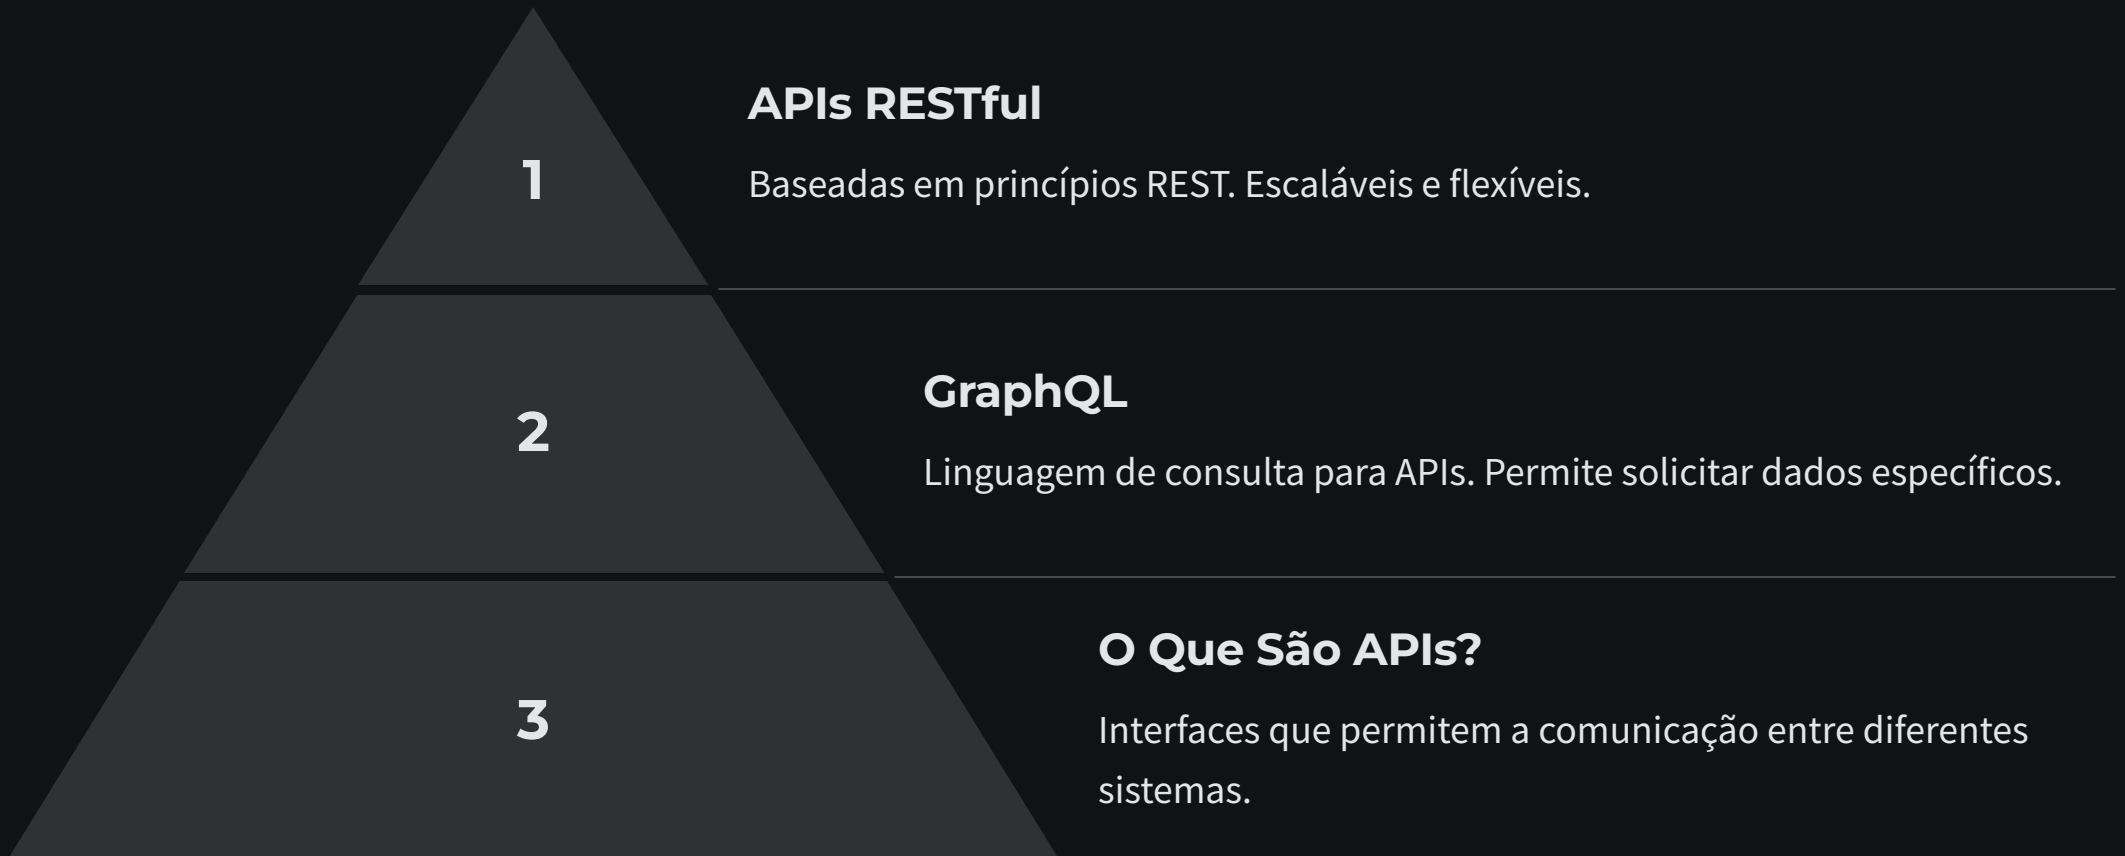 1
APIs RESTful
Baseadas em princípios REST. Escaláveis e flexíveis.
2
GraphQL
Linguagem de consulta para APIs. Permite solicitar dados específicos.
3
O Que São APIs?
Interfaces que permitem a comunicação entre diferentes
sistemas.